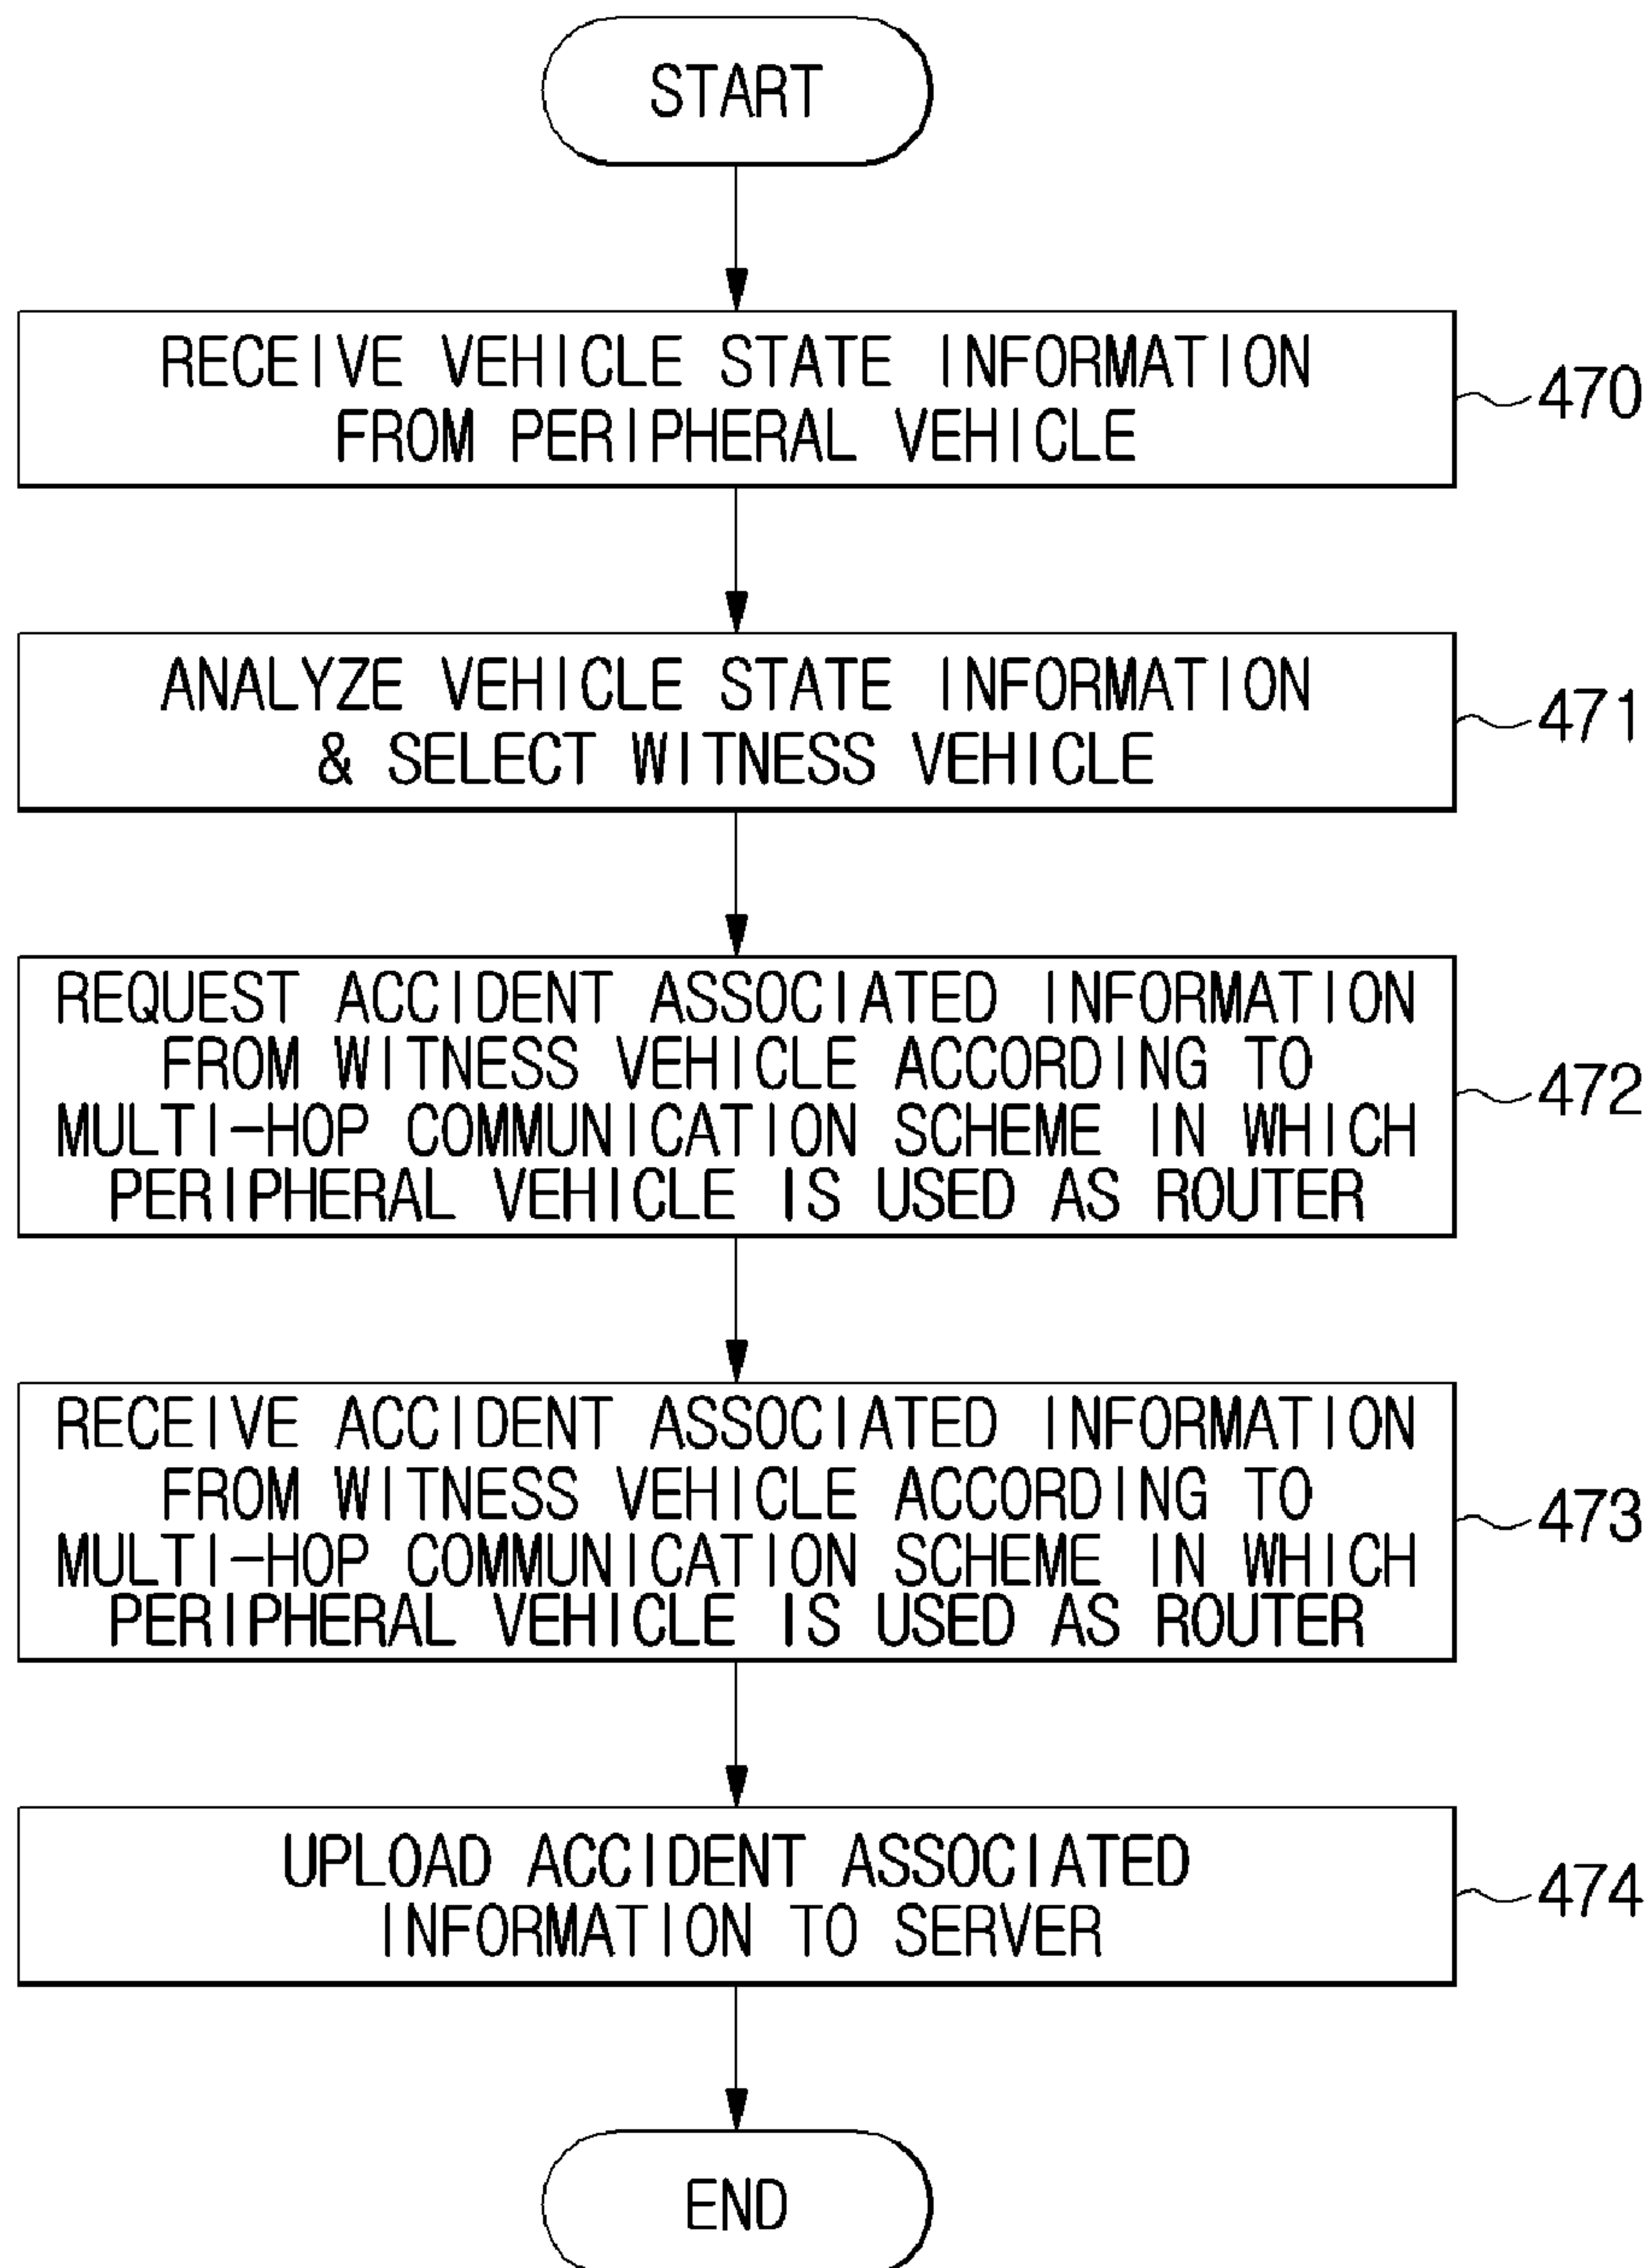 START
RECEIVE VEHICLE STATE INFORMATION
FROM PERIPHERAL VEHICLE
470
ANALYZE VEHICLE STATE INFORMATION
& SELECT WITNESS VEHICLE
471
REQUEST ACCIDENT ASSOCIATED INFORMATION
FROM WITNESS VEHICLE ACCORDING TO
MULTI-HOP COMMUNICATION SCHEME IN WHICH
PERIPHERAL VEHICLE IS USED AS ROUTER
472
RECEIVE ACCIDENT ASSOCIATED INFORMATION
FROM WITNESS VEHICLE ACCORDING TO
MULTI-HOP COMMUNICATION SCHEME IN WHICH
PERIPHERAL VEHICLE IS USED AS ROUTER
473
UPLOAD ACCIDENT ASSOCIATED
INFORMATION TO SERVER
474
END